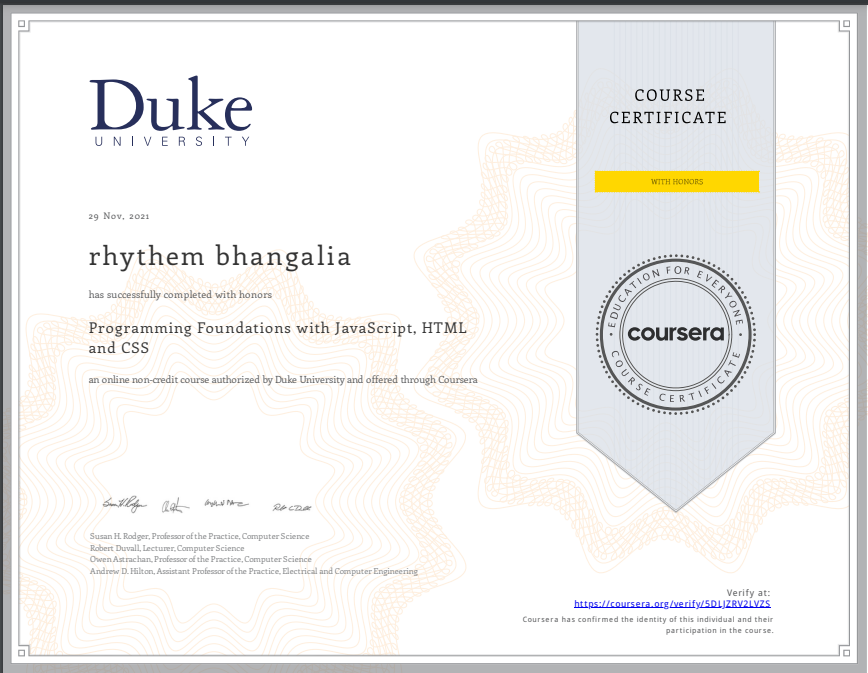 Duke
UNIVERSITY
COURSE
CERTIFICATE
WITH HONORS
29 Nov, 2021
rhythem bhangalia
has successfully completed with honors
Programming Foundations with JavaScript, HTML
and CSS
an online non-credit course authorized by Duke University and offered through Coursera
EDUCATION FOR EVERYONE
coursera
COURSE CERTIFICATE
Susan H. Rodger, Professor of the Practice, Computer Science
Robert Duvall, Lecturer, Computer Science
Owen Astrachan, Professor of the Practice, Computer Science
Andrew D. Hilton, Assistant Professor of the Practice, Electrical and Computer Engineering
Verify at:
https://coursera.org/verify/5DLJZRV2LVZS
Coursera has confirmed the identity of this individual and their
participation in the course.